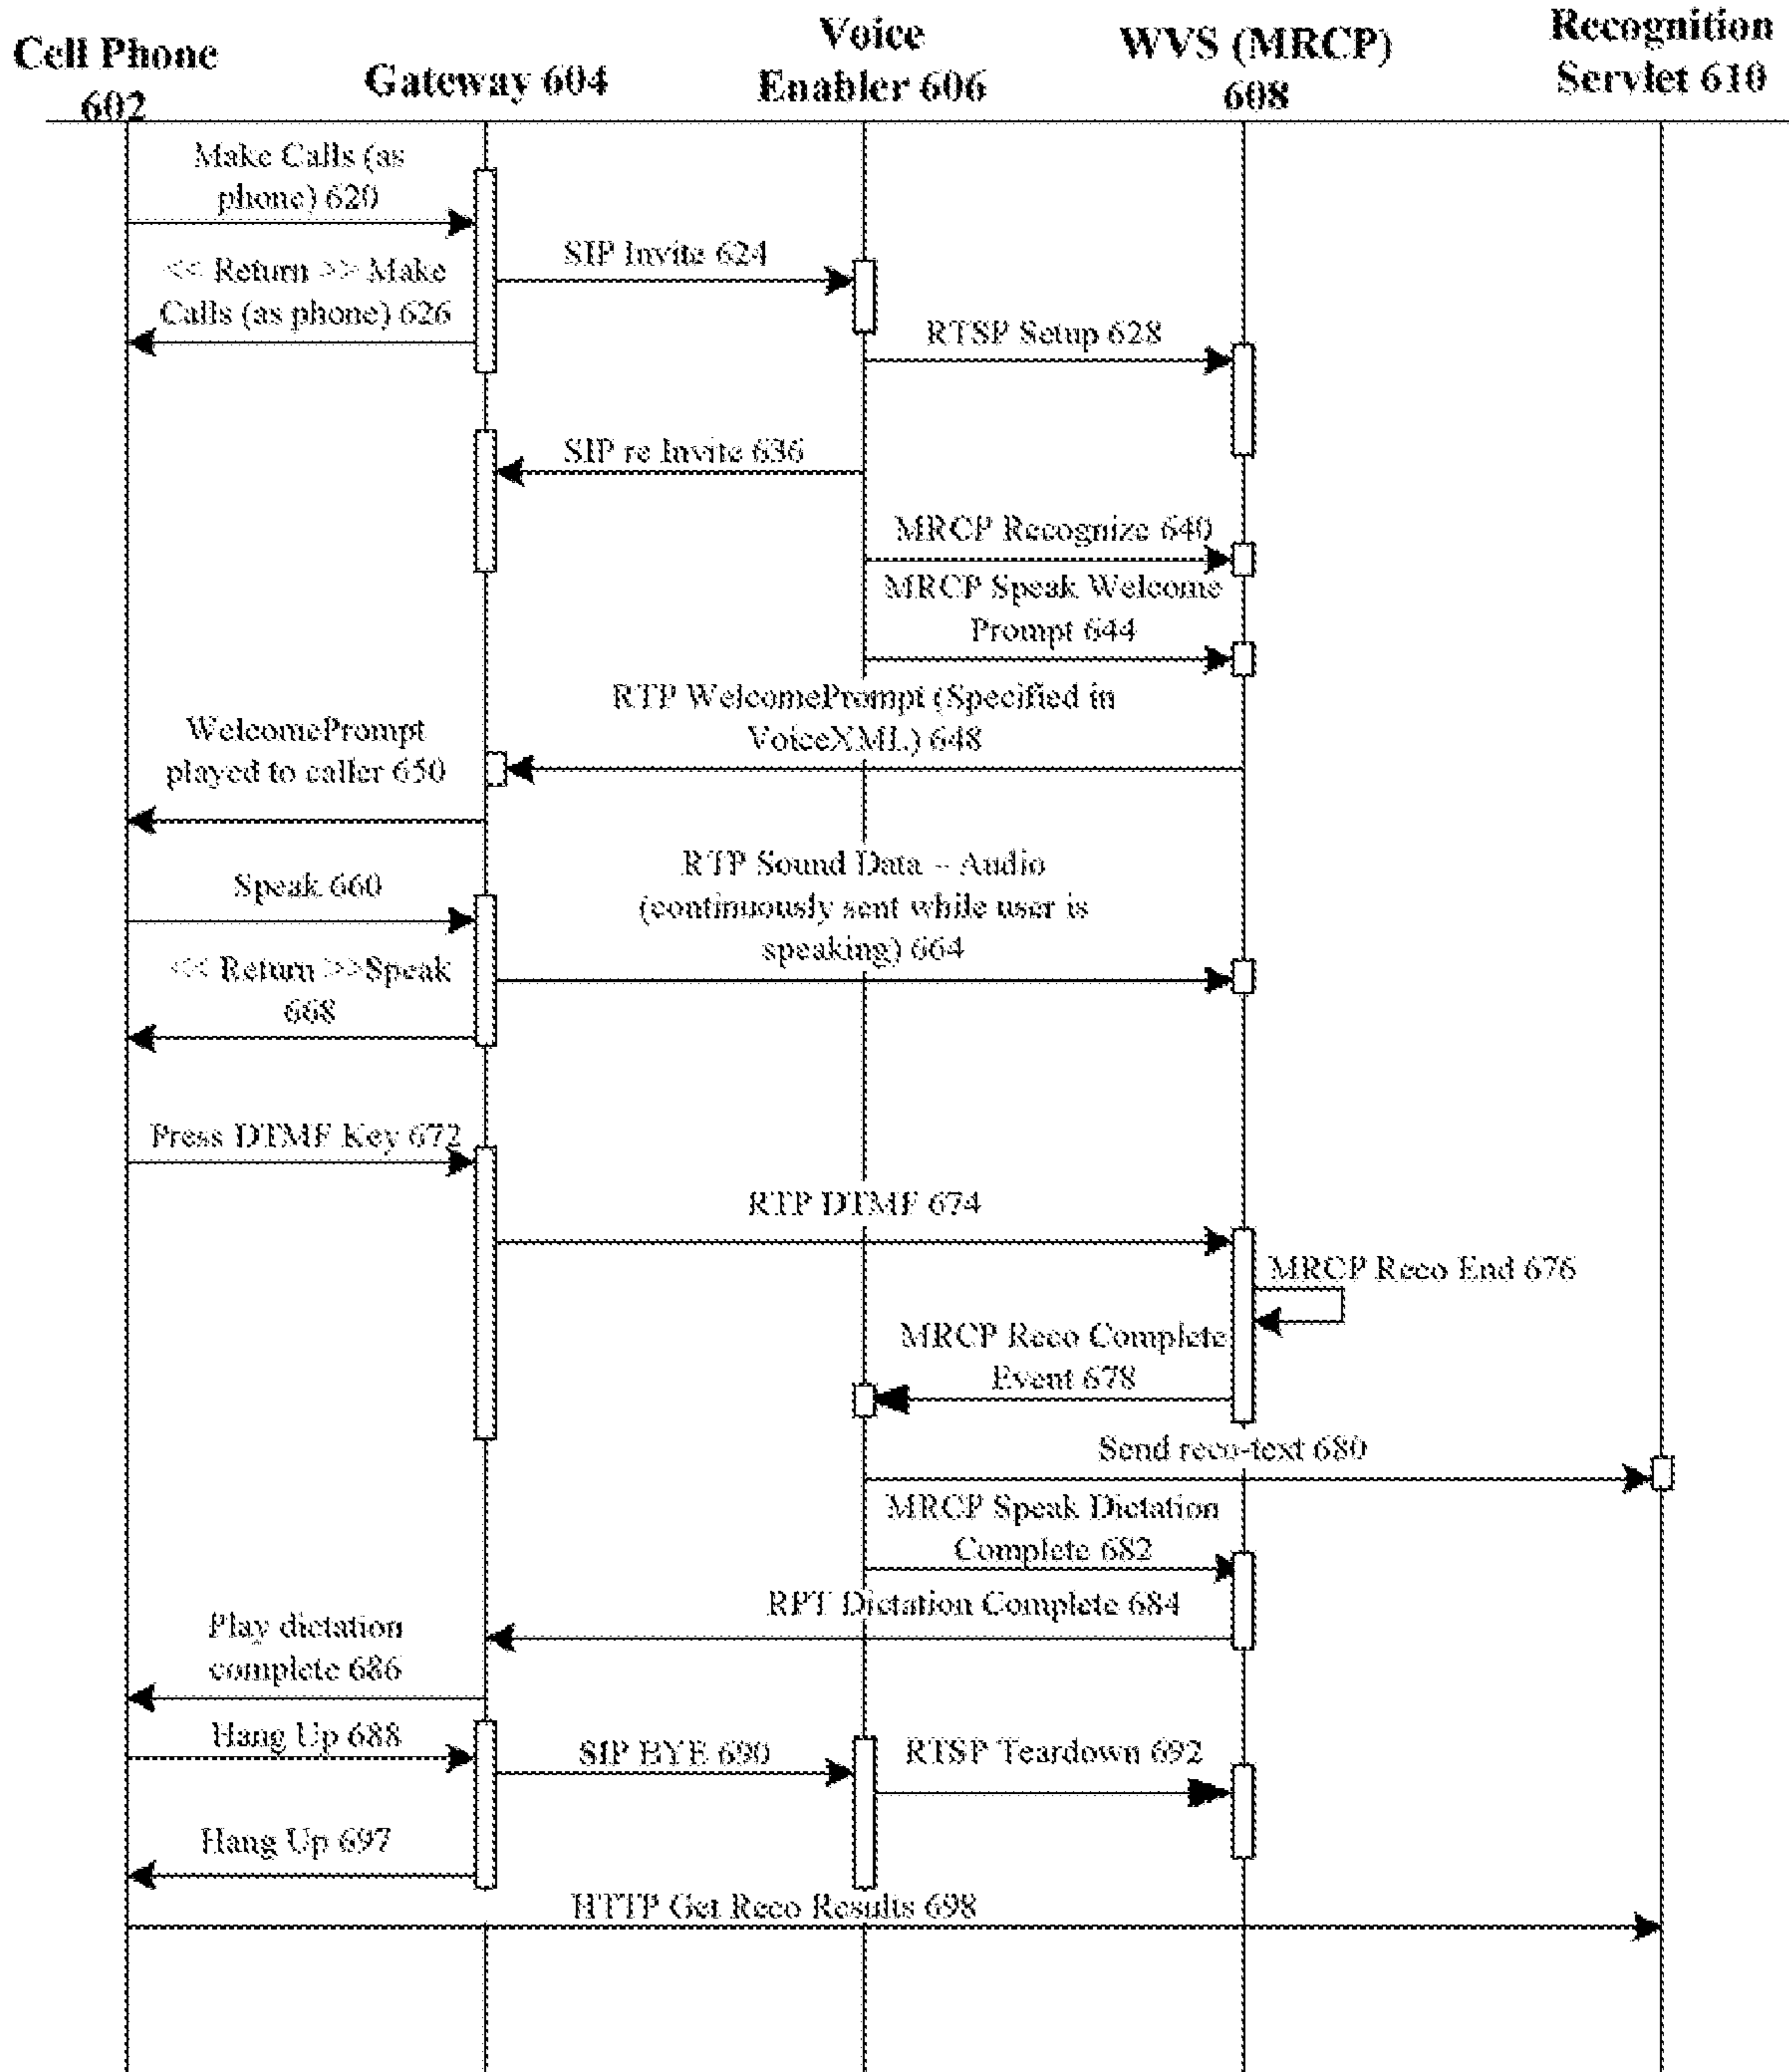 Cell Phone
602
Gateway 604
Voice
Enabler 606
WVS (MRCP)
608
Recognition
Servlet 610
Make Calls (as
phone) 620
SIP Invite 624
<< Return >> Make
Calls (as phone) 626
RTSP Setup 628
SIP re Invite 636
MRCP Recognize 640
MRCP Speak Welcome
Prompt 644
RTP WelcomePrompt (Specified in
VoiceXML) 648
WelcomePrompt
played to caller 650
RTP Sound Data – Audio
(continuously sent while user is
speaking) 664
Speak 660
<< Return >>Speak
668
Press DTMF Key 672
RTP DTMF 674
MRCP Reco End 676
MRCP Reco Complete
Event 678
Send reco-text 680
MRCP Speak Dictation
Complete 682
RPT Dictation Complete 684
Play dictation
complete 686
Hang Up 688
SIP BYE 690
RTSP Teardown 692
Hang Up 697
HTTP Get Reco Results 698